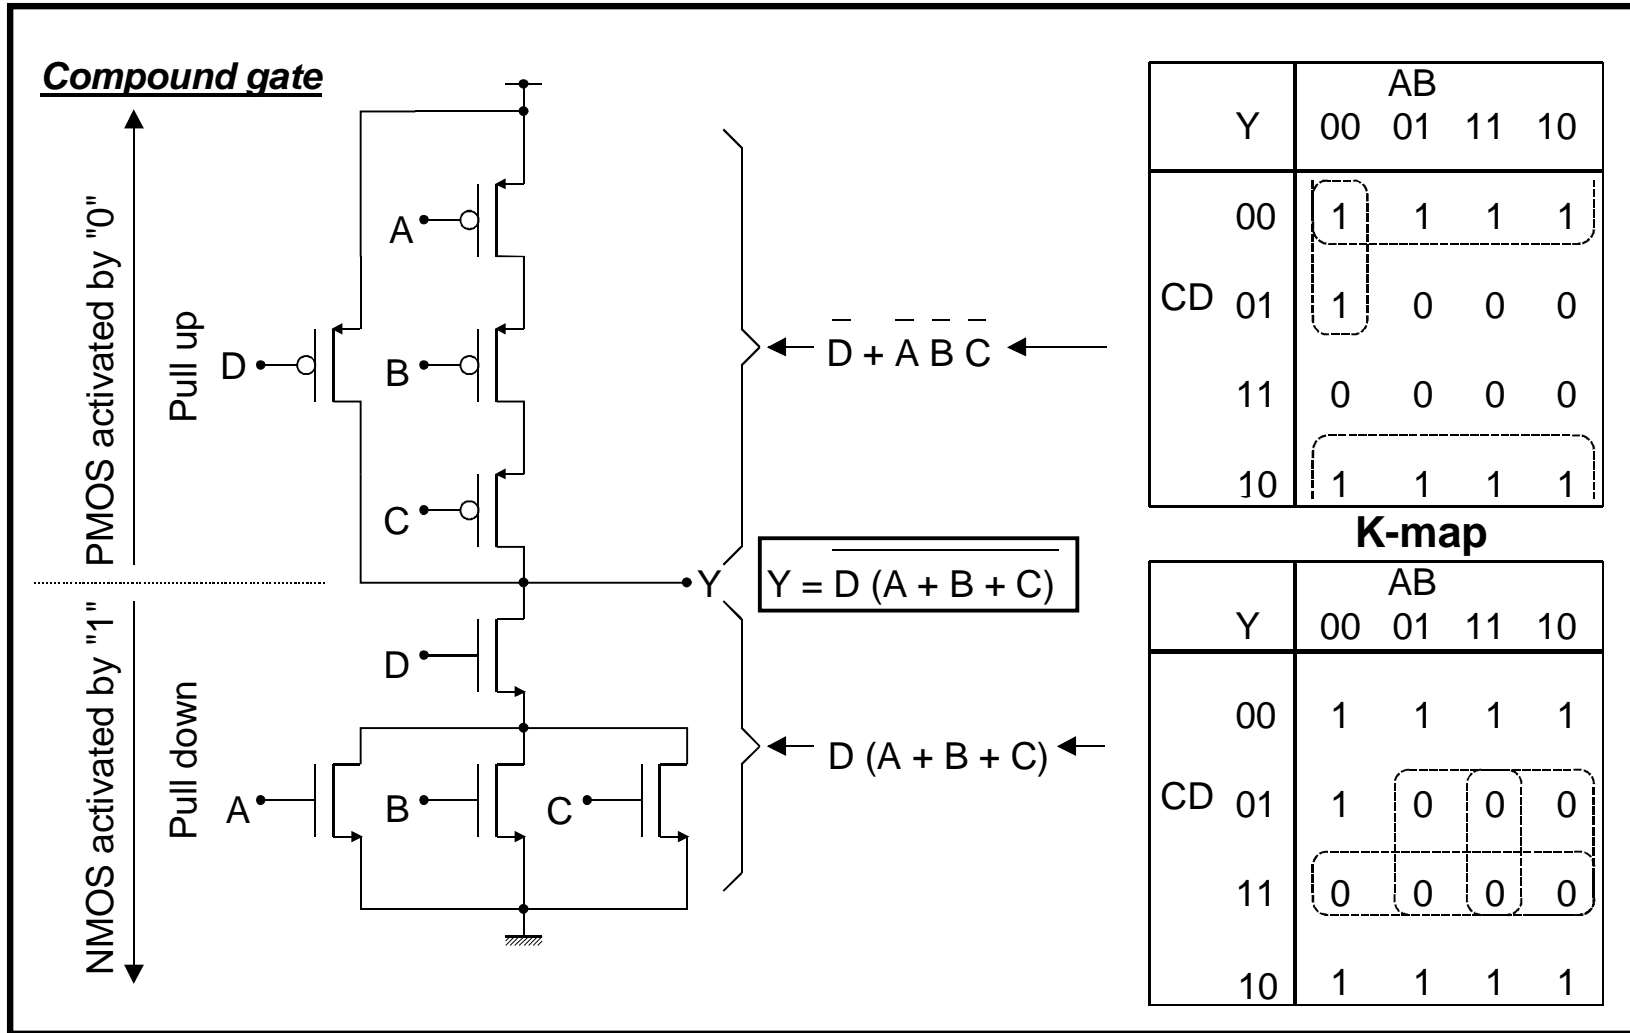 Compound gate
PMOS activated by "0"
Pull up
NMOS activated by "1"
Pull down
A
D
B
C
Y
D
A
B
C
D̅ + A̅ B̅ C̅
Y = D (A + B + C)
D (A + B + C)
AB
Y 00 01 11 10
00 1 1 1 1
CD 01 1 0 0 0
11 0 0 0 0
10 1 1 1 1
K-map
AB
Y 00 01 11 10
00 1 1 1 1
CD 01 1 0 0 0
11 0 0 0 0
10 1 1 1 1